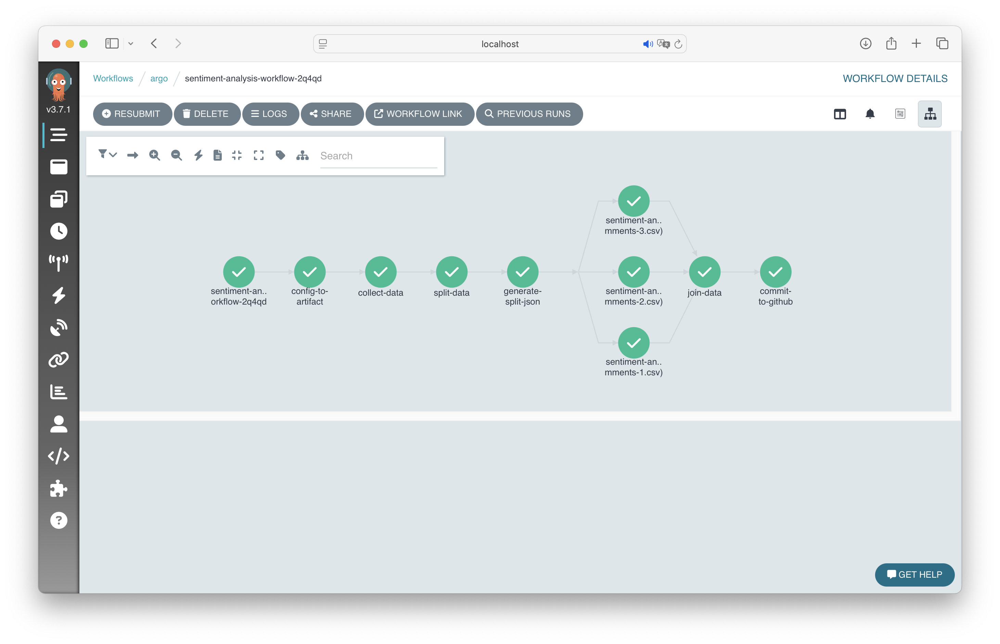 localhost
Workflows / argo / sentiment-analysis-workflow-2q4qd
WORKFLOW DETAILS
v3.7.1
RESUBMIT
DELETE
LOGS
SHARE
WORKFLOW LINK
PREVIOUS RUNS
Search
sentiment-an..
mments-3.csv)
sentiment-an..
orkflow-2q4qd
config-to-
artifact
collect-data
split-data
generate-
split-json
sentiment-an..
mments-2.csv)
join-data
commit-
to-github
sentiment-an..
mments-1.csv)
GET HELP